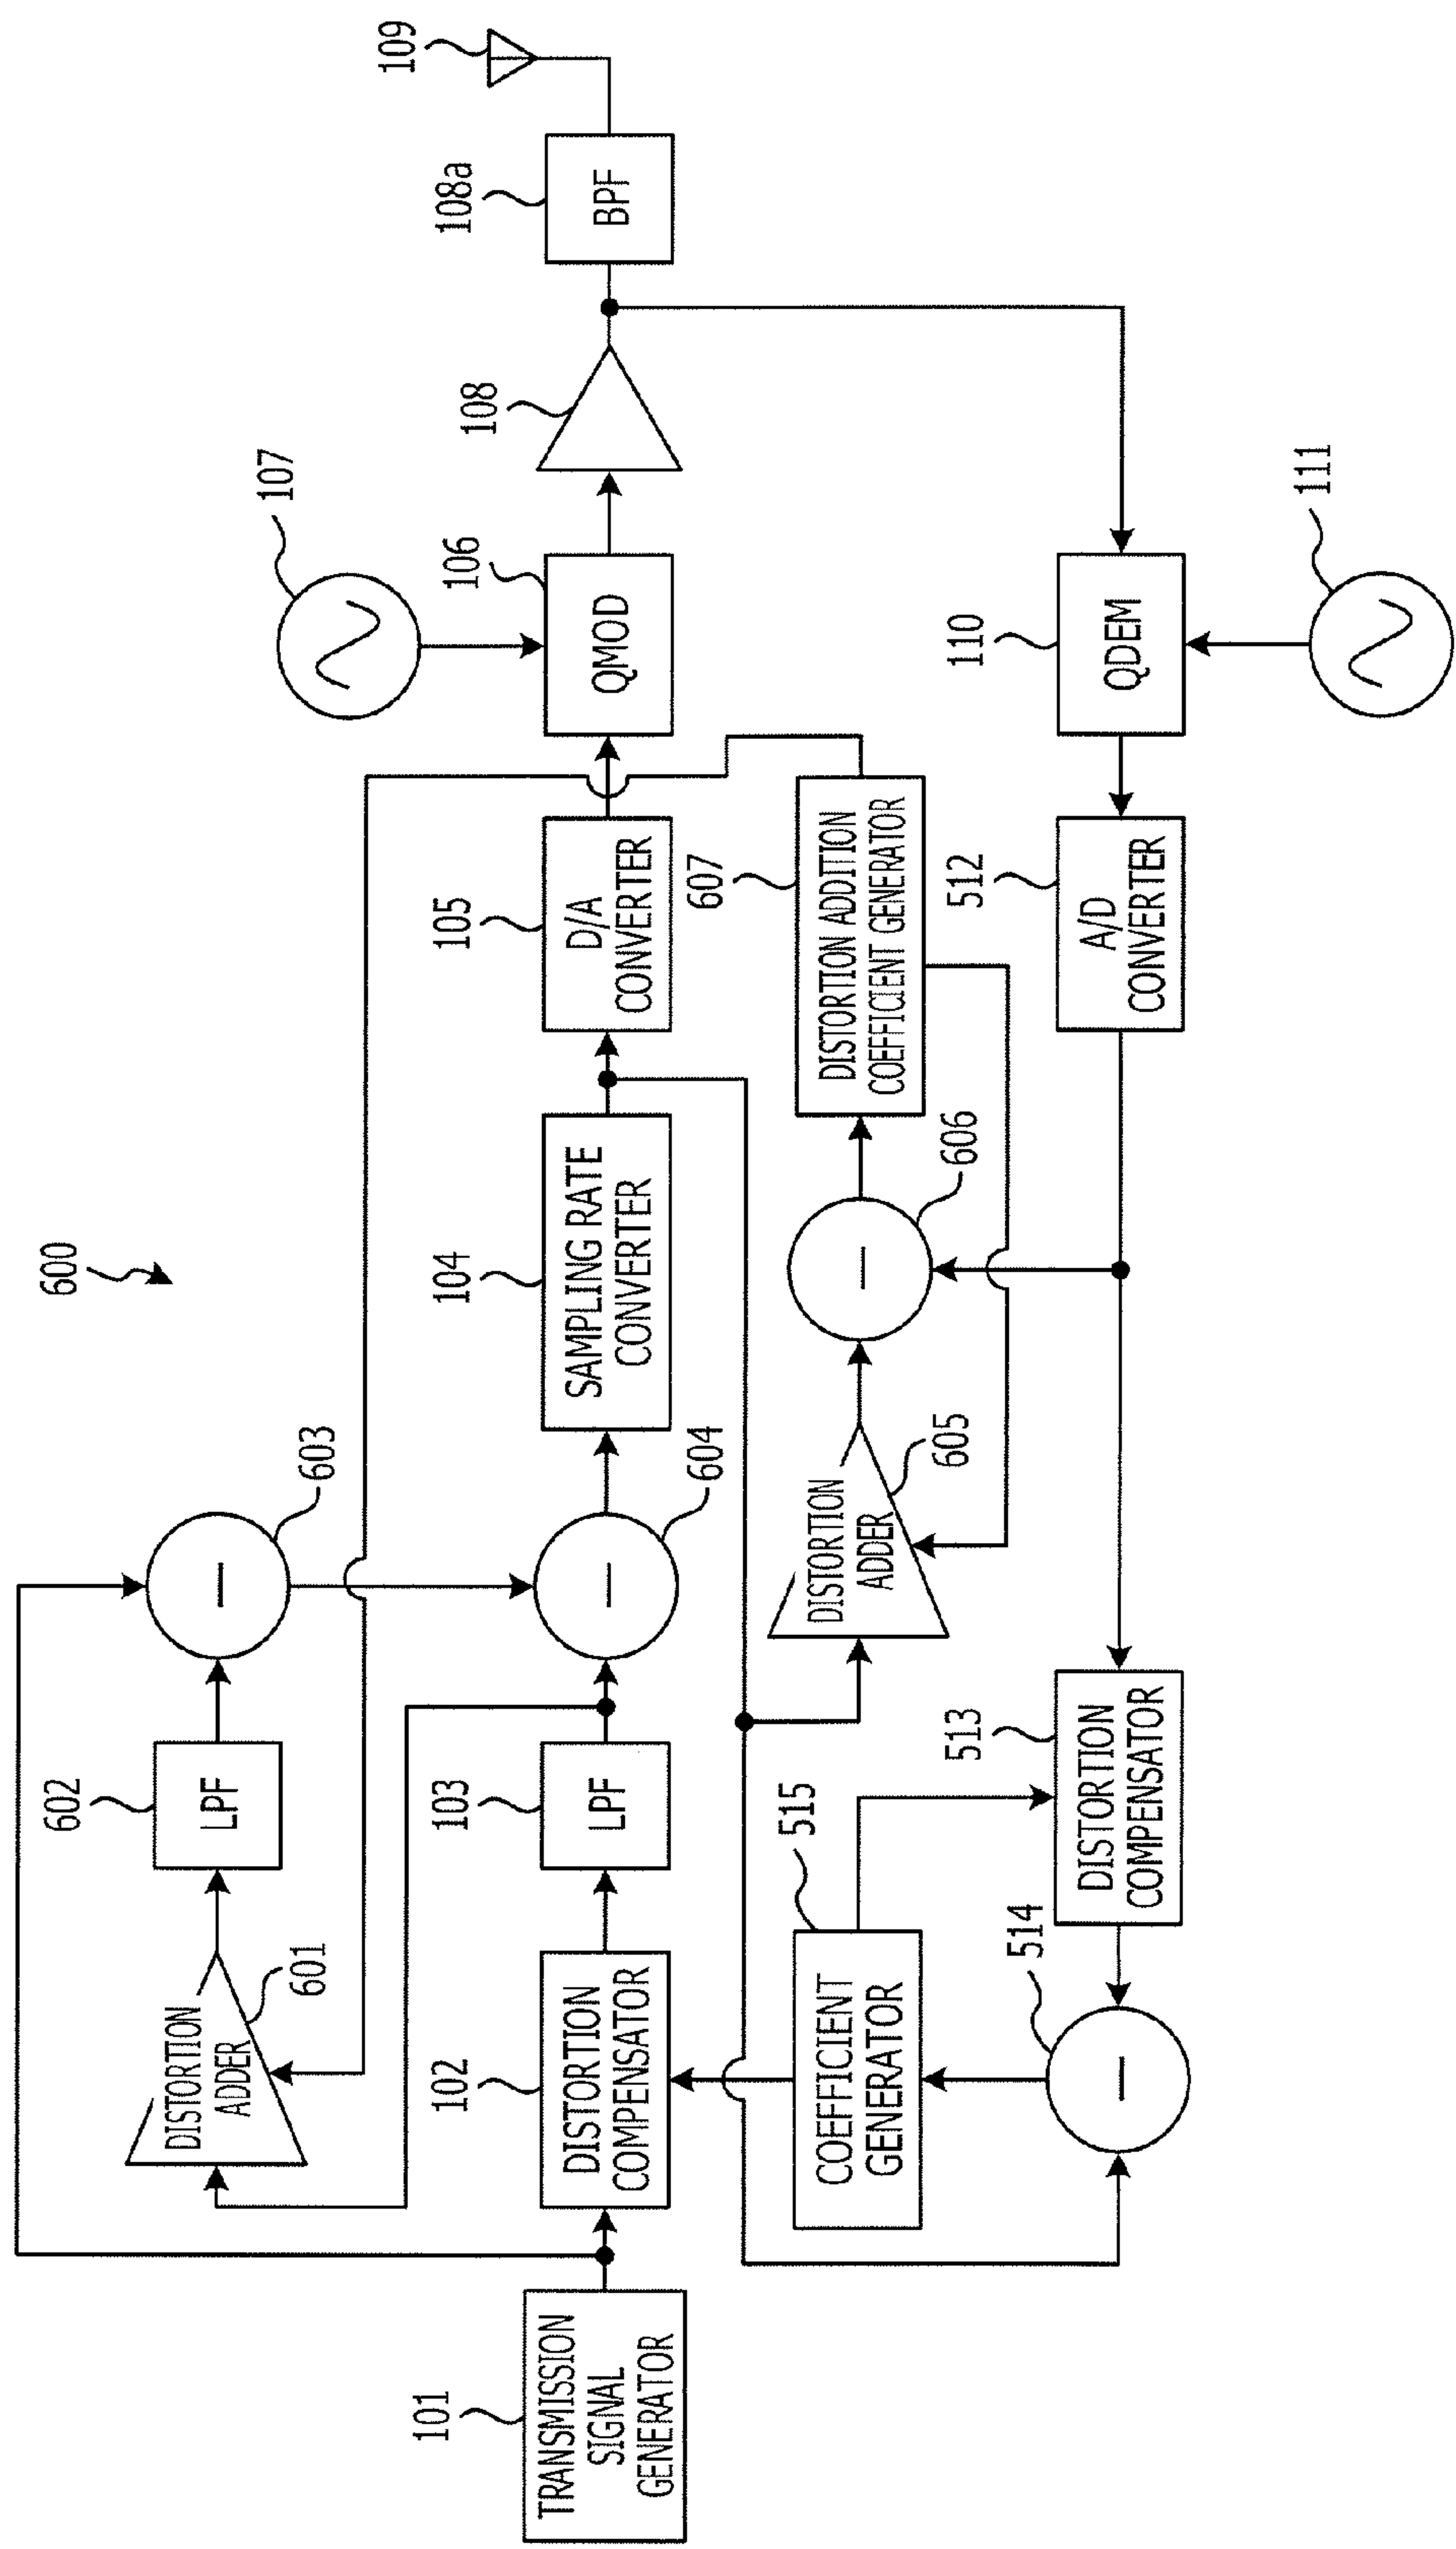 600
603
602
LPF
601
DISTORTION
ADDER
107
109
101
TRANSMISSION
SIGNAL
GENERATOR
102
DISTORTION
COMPENSATOR
103
LPF
604
104
SAMPLING RATE
CONVERTER
105
D/A
CONVERTER
106
QMOD
108
108a
BPF
515
COEFFICIENT
GENERATOR
605
DISTORTION
ADDER
606
607
DISTORTION ADDITION
COEFFICIENT GENERATOR
514
513
DISTORTION
COMPENSATOR
512
A/D
CONVERTER
110
QDEM
111